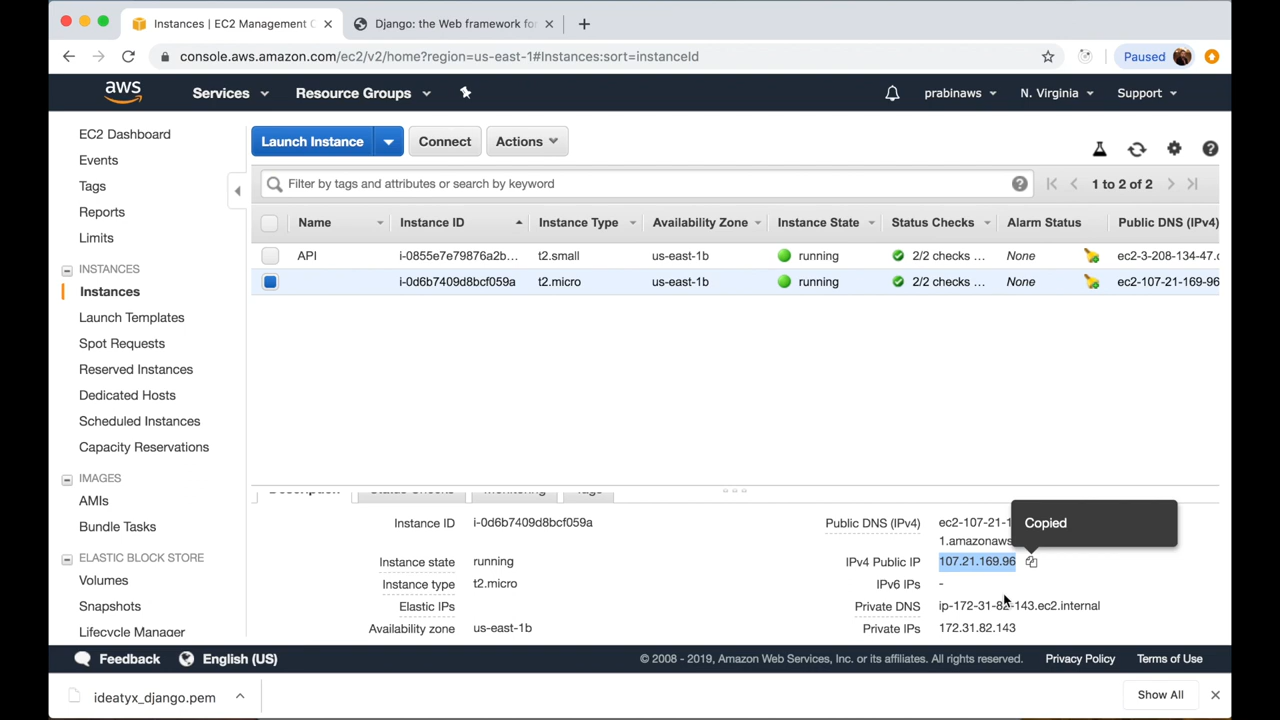 Instances | EC2 Management C
Django: the Web framework for
console.aws.amazon.com/ec2/v2/home?region=us-east-1#Instances:sort=instanceId
Paused
aws
Services
Resource Groups
prabinaws
N. Virginia
Support
EC2 Dashboard
Events
Tags
Reports
Limits
INSTANCES
Instances
Launch Templates
Spot Requests
Reserved Instances
Dedicated Hosts
Scheduled Instances
Capacity Reservations
IMAGES
AMIs
Bundle Tasks
ELASTIC BLOCK STORE
Volumes
Snapshots
Lifecycle Manager
Launch Instance
Connect
Actions
Filter by tags and attributes or search by keyword
1 to 2 of 2
Name Instance ID Instance Type Availability Zone Instance State Status Checks Alarm Status Public DNS (IPv4)
API i-0855e7e79876a2b... t2.small us-east-1b running 2/2 checks ... None ec2-3-208-134-47.c
i-0d6b7409d8bcf059a t2.micro us-east-1b running 2/2 checks ... None ec2-107-21-169-96
Description Status Checks Monitoring Tags
Instance ID i-0d6b7409d8bcf059a
Instance state running
Instance type t2.micro
Elastic IPs
Availability zone us-east-1b
Public DNS (IPv4) ec2-107-21-1
1.amazonaws
Copied
IPv4 Public IP 107.21.169.96
IPv6 IPs -
Private DNS ip-172-31-82-143.ec2.internal
Private IPs 172.31.82.143
Feedback
English (US)
© 2008 - 2019, Amazon Web Services, Inc. or its affiliates. All rights reserved.
Privacy Policy
Terms of Use
ideatyx_django.pem
Show All